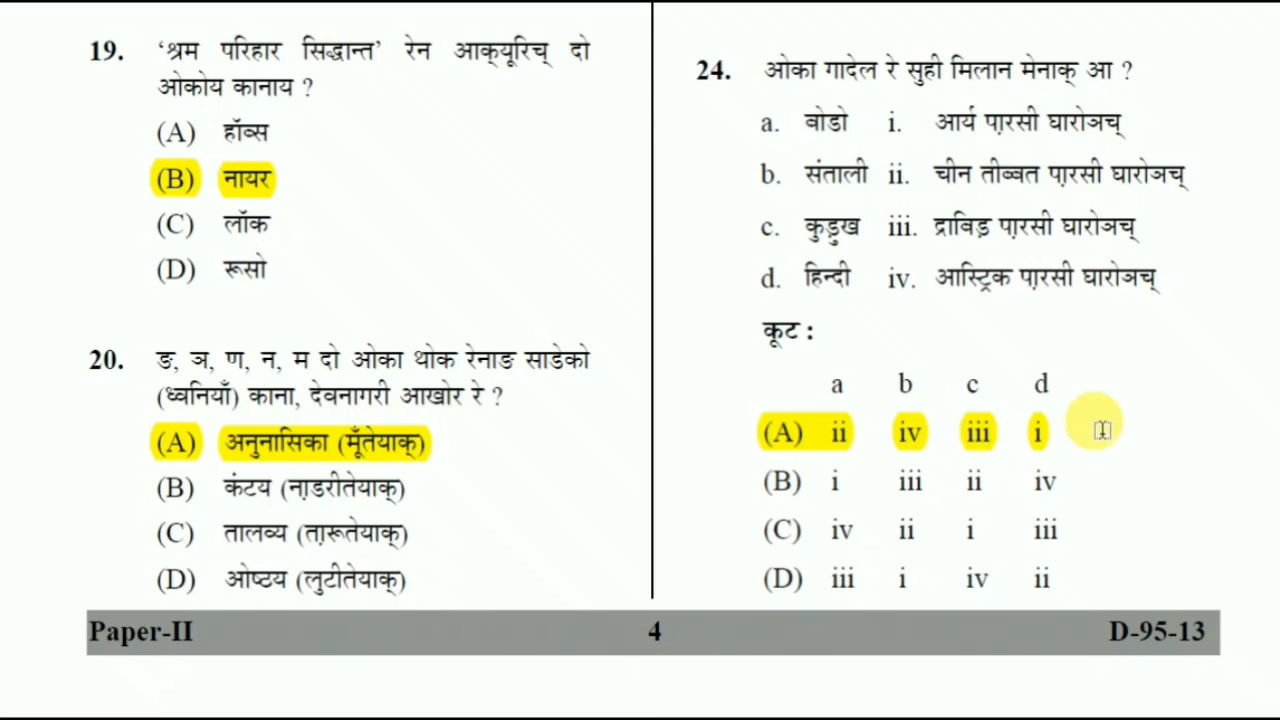 19. ‘श्रम परिहार सिद्धान्त’ रेन आक्‌यूरिच् दो
ओकोय कानाय ?
(A) हॉब्स
(B) नायर
(C) लॉक
(D) रूसो
20. ङ, ञ, ण, न, म दो ओका थोक रेनाङ साडेको
(ध्वनियाँ) काना, देवनागरी आखोर रे ?
(A) अनुनासिका (मूँतेयाक्)
(B) कंटय (ना़डरीतेयाक्)
(C) तालव्य (ता़रूतेयाक्)
(D) ओष्ठय (लुटीतेयाक्)
24. ओका गादेल रे सुही मिलान मेनाक् आ ?
a. बोडो i. आर्य पा़रसी घारोञच्
b. संताली ii. चीन तीब्बत पा़रसी घारोञच्
c. कुड़ुख iii. द्राविड़ पा़रसी घारोञच्
d. हिन्दी iv. आस्ट्रिक पा़रसी घारोञच्
कूट :
a b c d
(A) ii iv iii i
(B) i iii ii iv
(C) iv ii i iii
(D) iii i iv ii
Paper-II 4 D-95-13